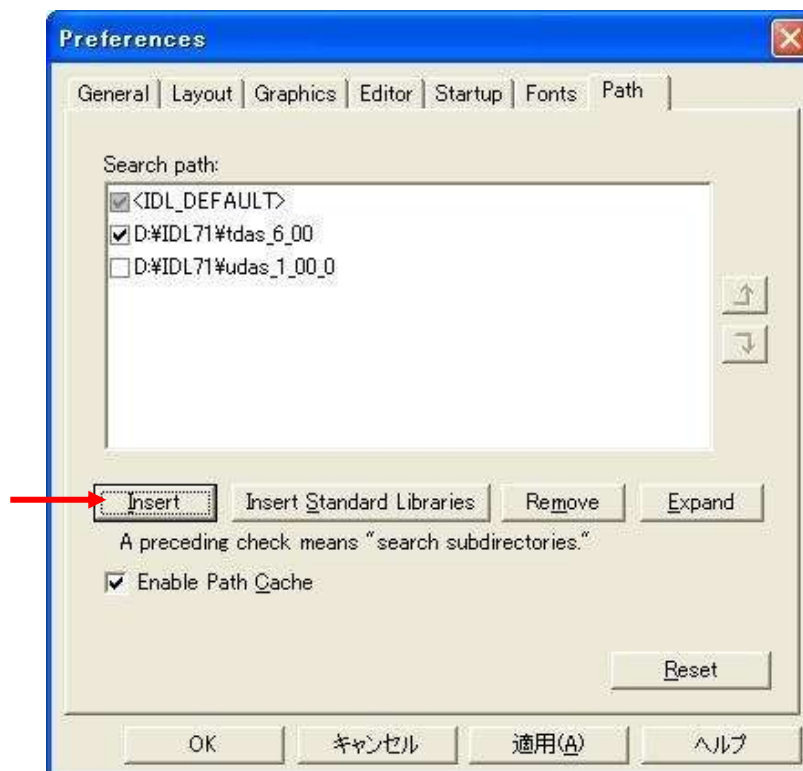 Preferences
General Layout Graphics Editor Startup Fonts Path
Search path:
<IDL_DEFAULT>
D:¥IDL71¥tdas_6_00
D:¥IDL71¥udas_1_00_0
Insert Insert Standard Libraries Remove Expand
A preceding check means "search subdirectories."
Enable Path Cache
Reset
OK キャンセル 適用(A) ヘルプ